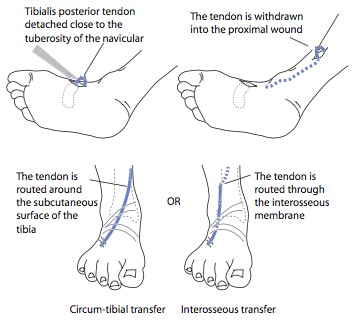 Tibialis posterior tendon
detached close to the
tuberosity of the navicular
The tendon is withdrawn
into the proximal wound
The tendon is
routed around
the subcutaneous
surface of the
tibia
OR
The tendon is
routed through
the interosseous
membrane
Circum-tibial transfer
Interosseous transfer